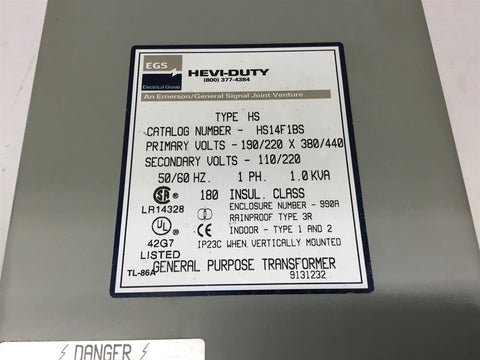 EGS
Electrical Group
HEVI-DUTY
(800) 377-4384
An Emerson/General Signal Joint Venture
TYPE HS
CATALOG NUMBER - HS14F1BS
PRIMARY VOLTS - 190/220 X 380/440
SECONDARY VOLTS - 110/220
50/60 HZ. 1 PH. 1.0 KVA
180 INSUL. CLASS
LR14328
ENCLOSURE NUMBER - 990A
RAINPROOF TYPE 3R
INDOOR - TYPE 1 AND 2
42G7
LISTED
IP23C WHEN VERTICALLY MOUNTED
TL-86A
GENERAL PURPOSE TRANSFORMER
9131232
DANGER